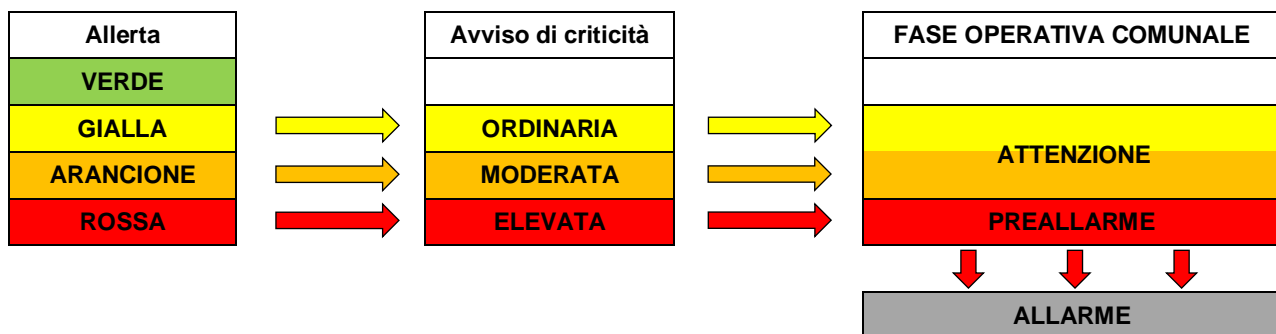 Allerta
Avviso di criticità
FASE OPERATIVA COMUNALE
VERDE
GIALLA
ORDINARIA
ARANCIONE
MODERATA
ATTENZIONE
ROSSA
ELEVATA
PREALLARME
ALLARME